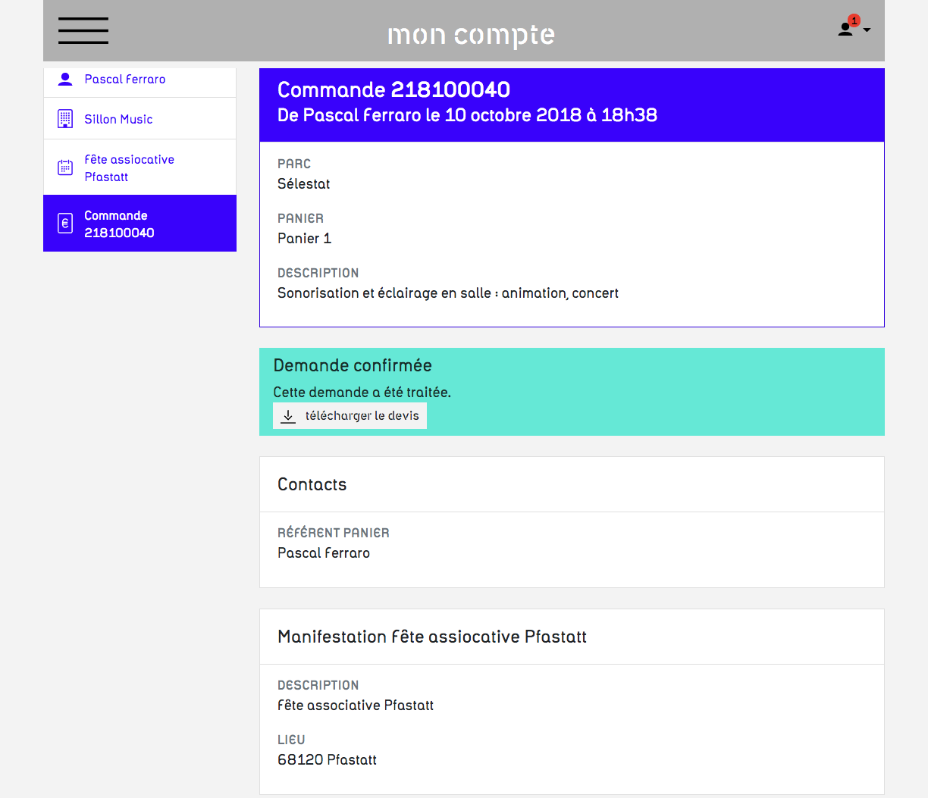 mon compte
1
Pascal Ferraro
Sillon Music
Fête assiocative
Pfastatt
€ Commande
218100040
Commande 218100040
De Pascal Ferraro le 10 octobre 2018 à 18h38
PARC
Sélestat
PANIER
Panier 1
DESCRIPTION
Sonorisation et éclairage en salle : animation, concert
Demande confirmée
Cette demande a été traitée.
télécharger le devis
Contacts
RÉFÉRENT PANIER
Pascal Ferraro
Manifestation Fête assiocative Pfastatt
DESCRIPTION
Fête associative Pfastatt
LIEU
68120 Pfastatt